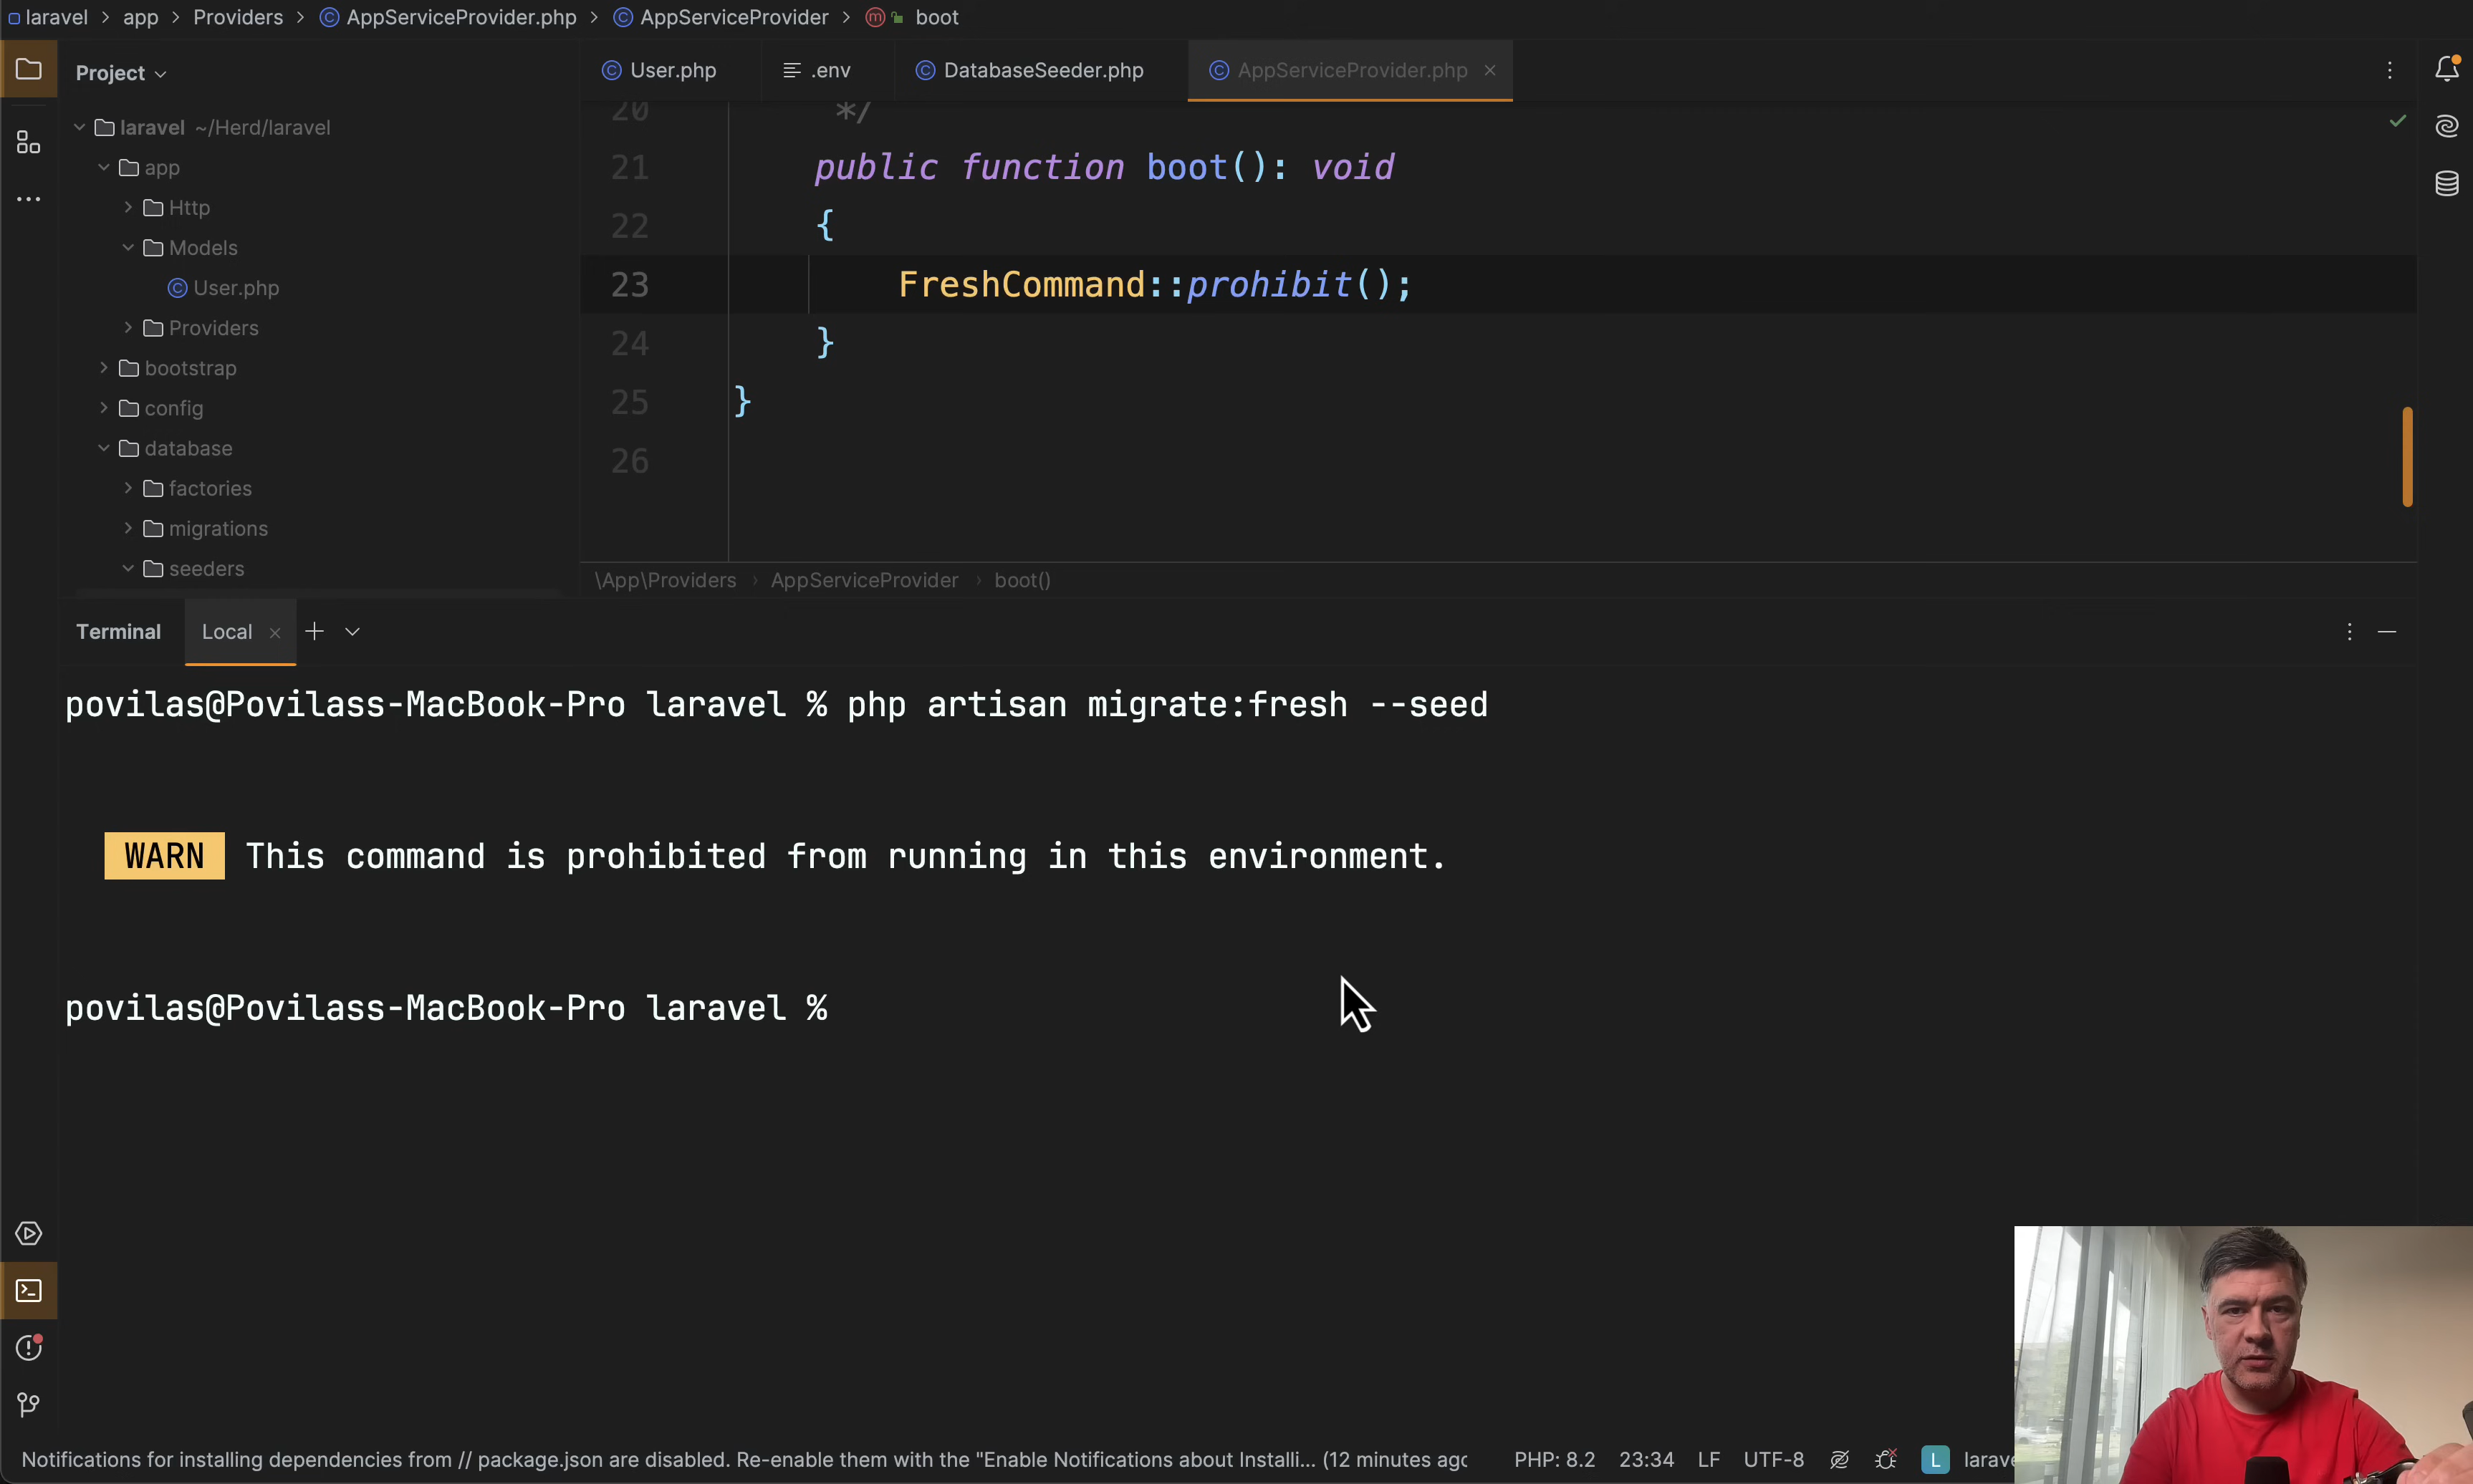 laravel > app > Providers > AppServiceProvider.php > AppServiceProvider > boot
Project
User.php
.env
DatabaseSeeder.php
AppServiceProvider.php
laravel ~/Herd/laravel
app
Http
Models
User.php
Providers
bootstrap
config
database
factories
migrations
seeders
20 */
21 public function boot(): void
22 {
23 FreshCommand::prohibit();
24 }
25 }
26
\App\Providers > AppServiceProvider > boot()
Terminal Local
povilas@Povilass-MacBook-Pro laravel % php artisan migrate:fresh --seed
WARN This command is prohibited from running in this environment.
povilas@Povilass-MacBook-Pro laravel %
Notifications for installing dependencies from // package.json are disabled. Re-enable them with the "Enable Notifications about Installi... (12 minutes ago PHP: 8.2 23:34 LF UTF-8 L larave